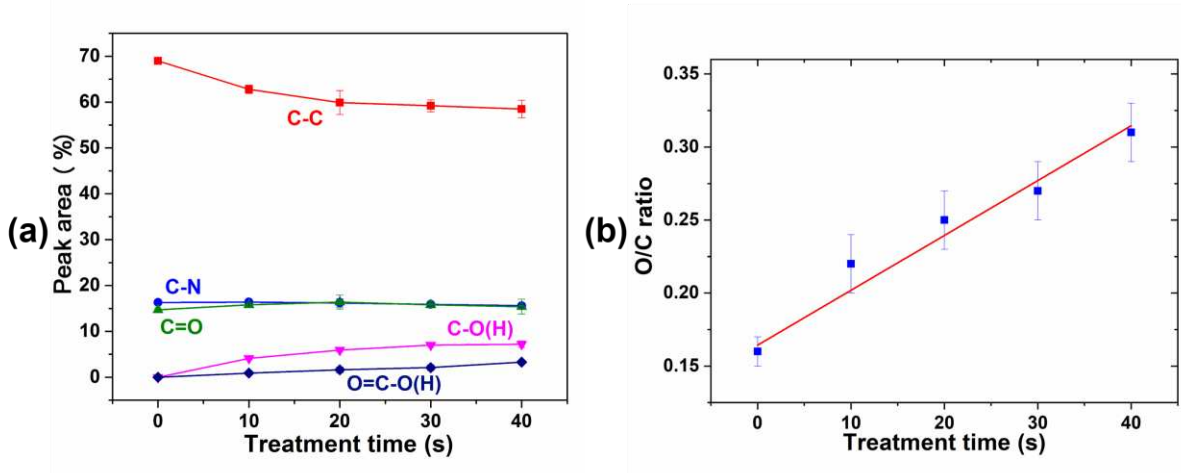 (a)
Peak area ( %)
70
60
50
40
30
20
10
0
C-C
C-N
C=O
C-O(H)
O=C-O(H)
0 10 20 30 40
Treatment time (s)
(b)
O/C ratio
0.35
0.30
0.25
0.20
0.15
0 10 20 30 40
Treatment time (s)